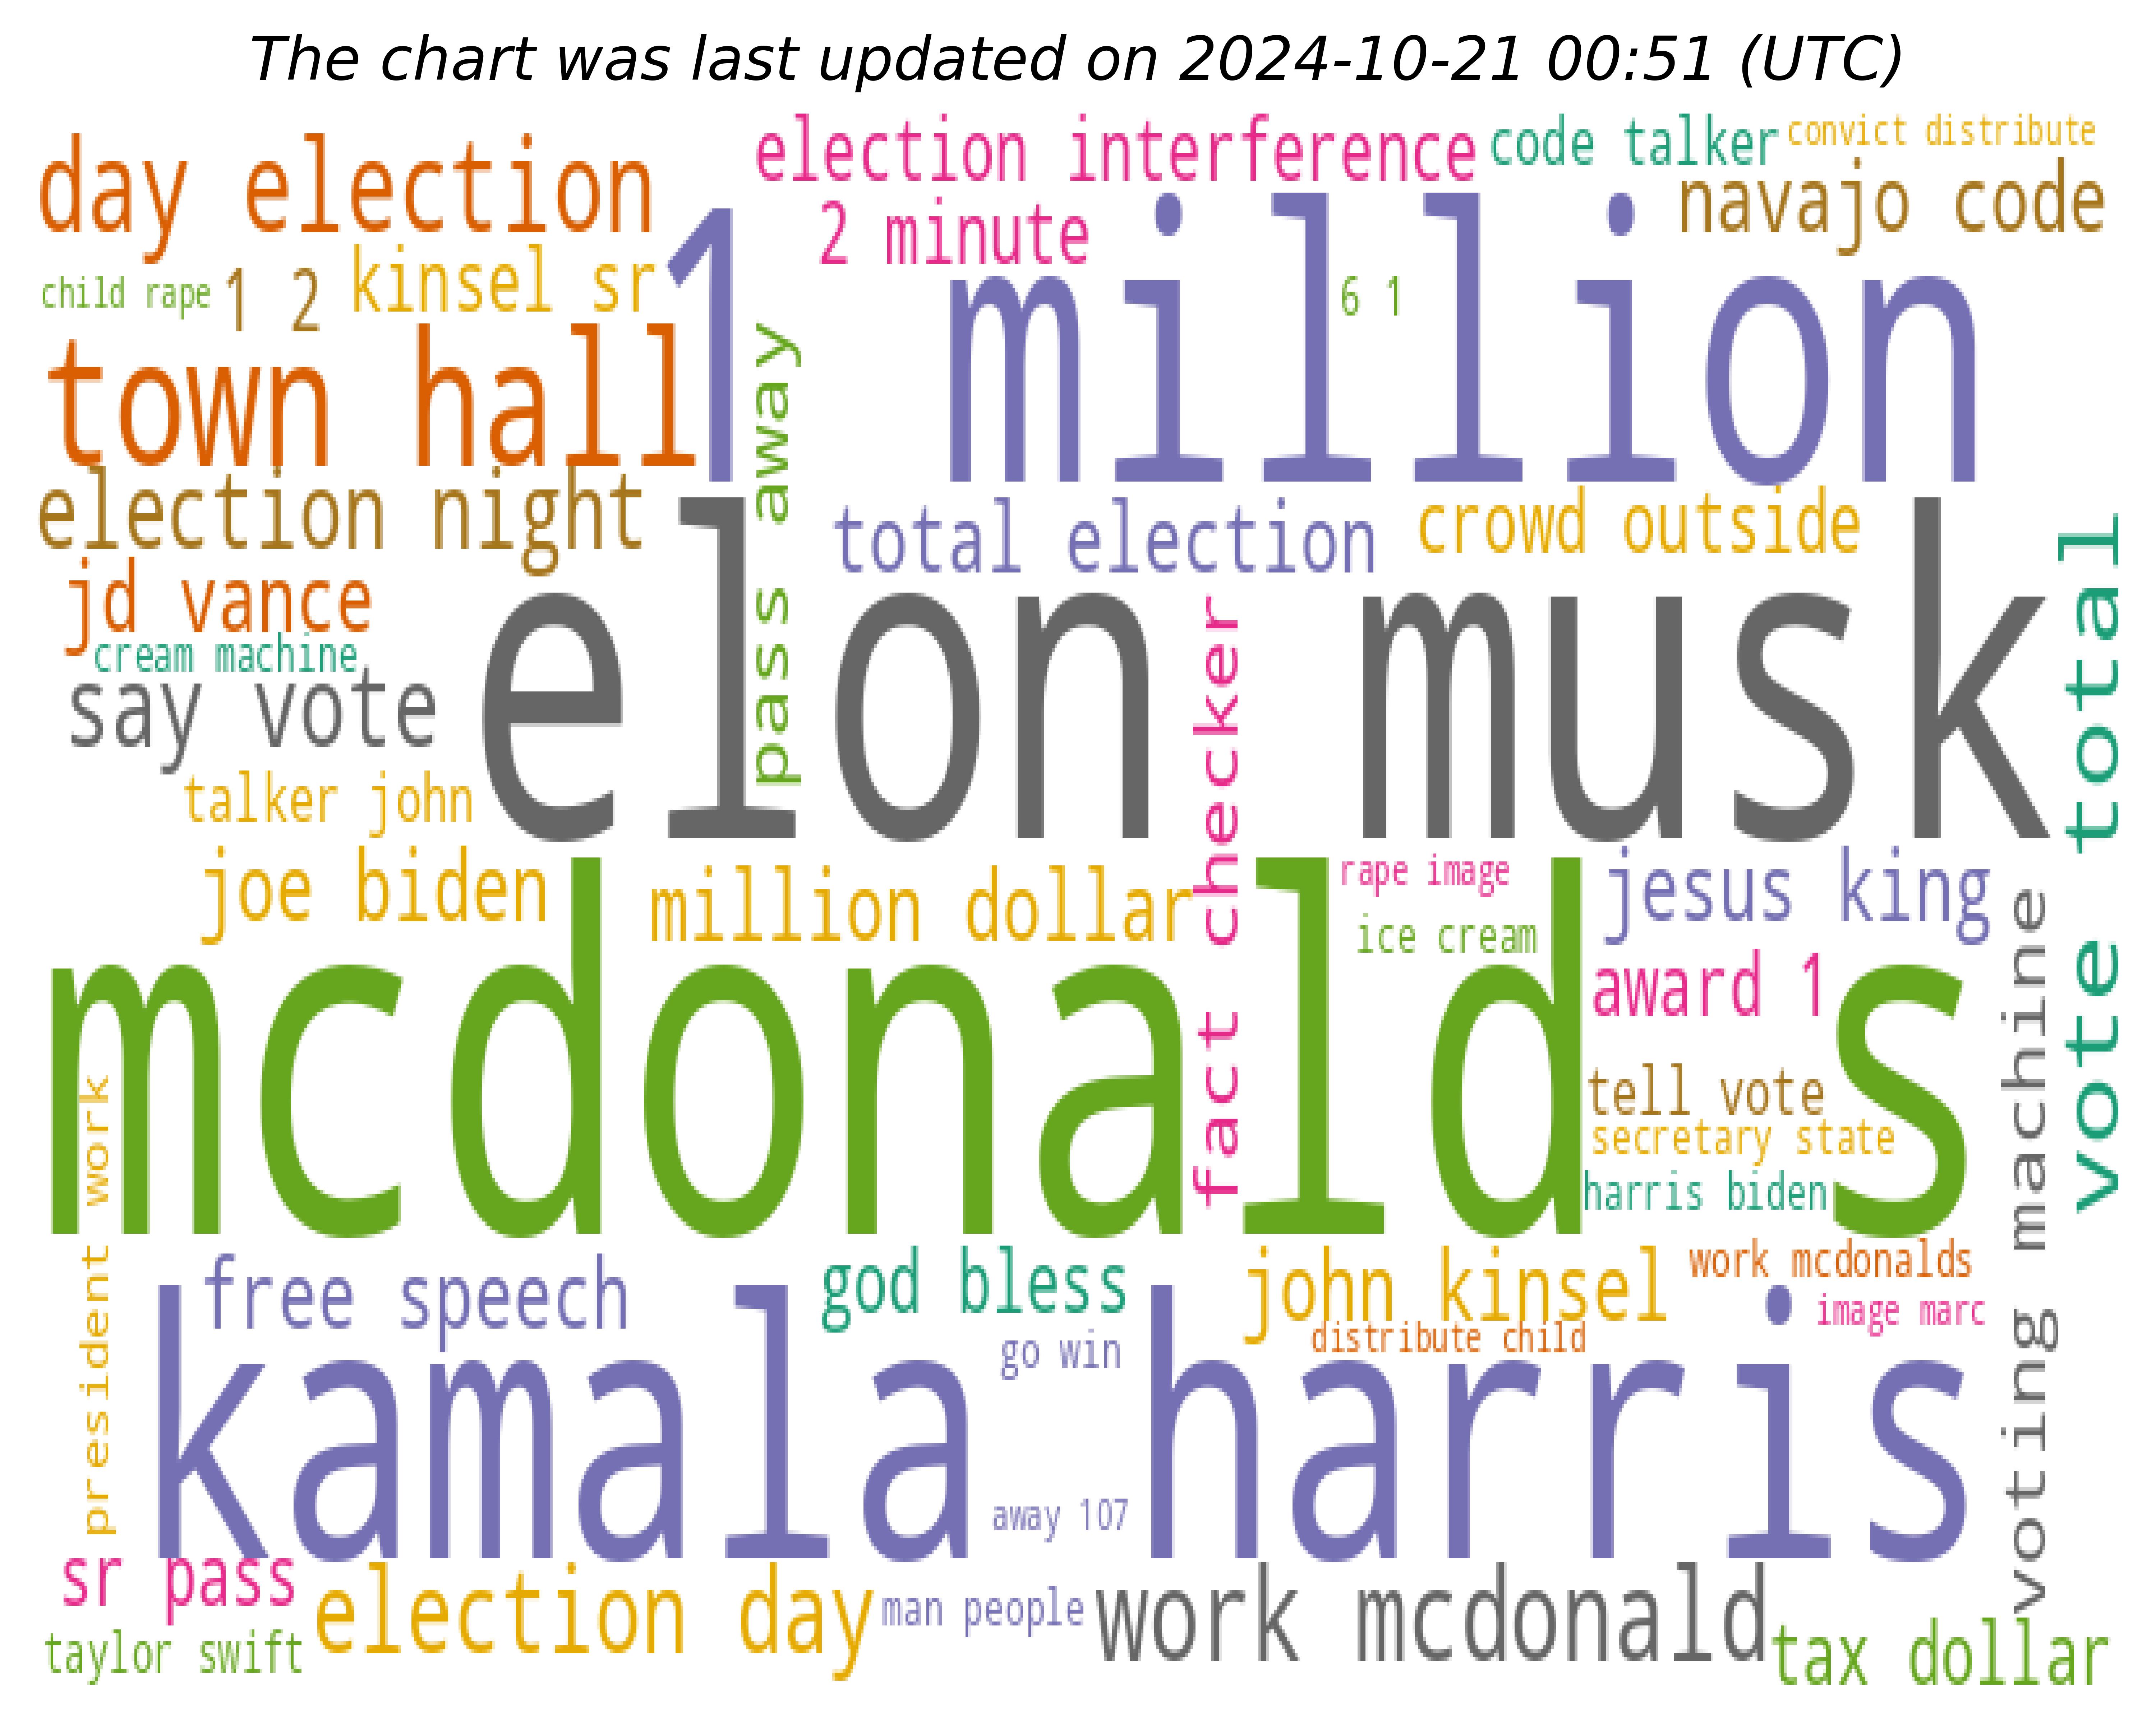 The chart was last updated on 2024-10-21 00:51 (UTC)
day election
election interference
code talker
convict distribute
navajo code
2 minute
child rape
1 2
kinsel sr
1 million
6 1
town hall
pass away
election night
total election
crowd outside
jd vance
cream machine
say vote
elon musk
vote total
talker john
fact checker
joe biden
million dollar
rape image
jesus king
ice cream
mcdonald s
award 1
voting machine
tell vote
secretary state
harris biden
president work
free speech
god bless
john kinsel
work mcdonalds
image marc
distribute child
go win
kamala harris
away 107
sr pass
election day
man people
work mcdonald
taylor swift
tax dollar